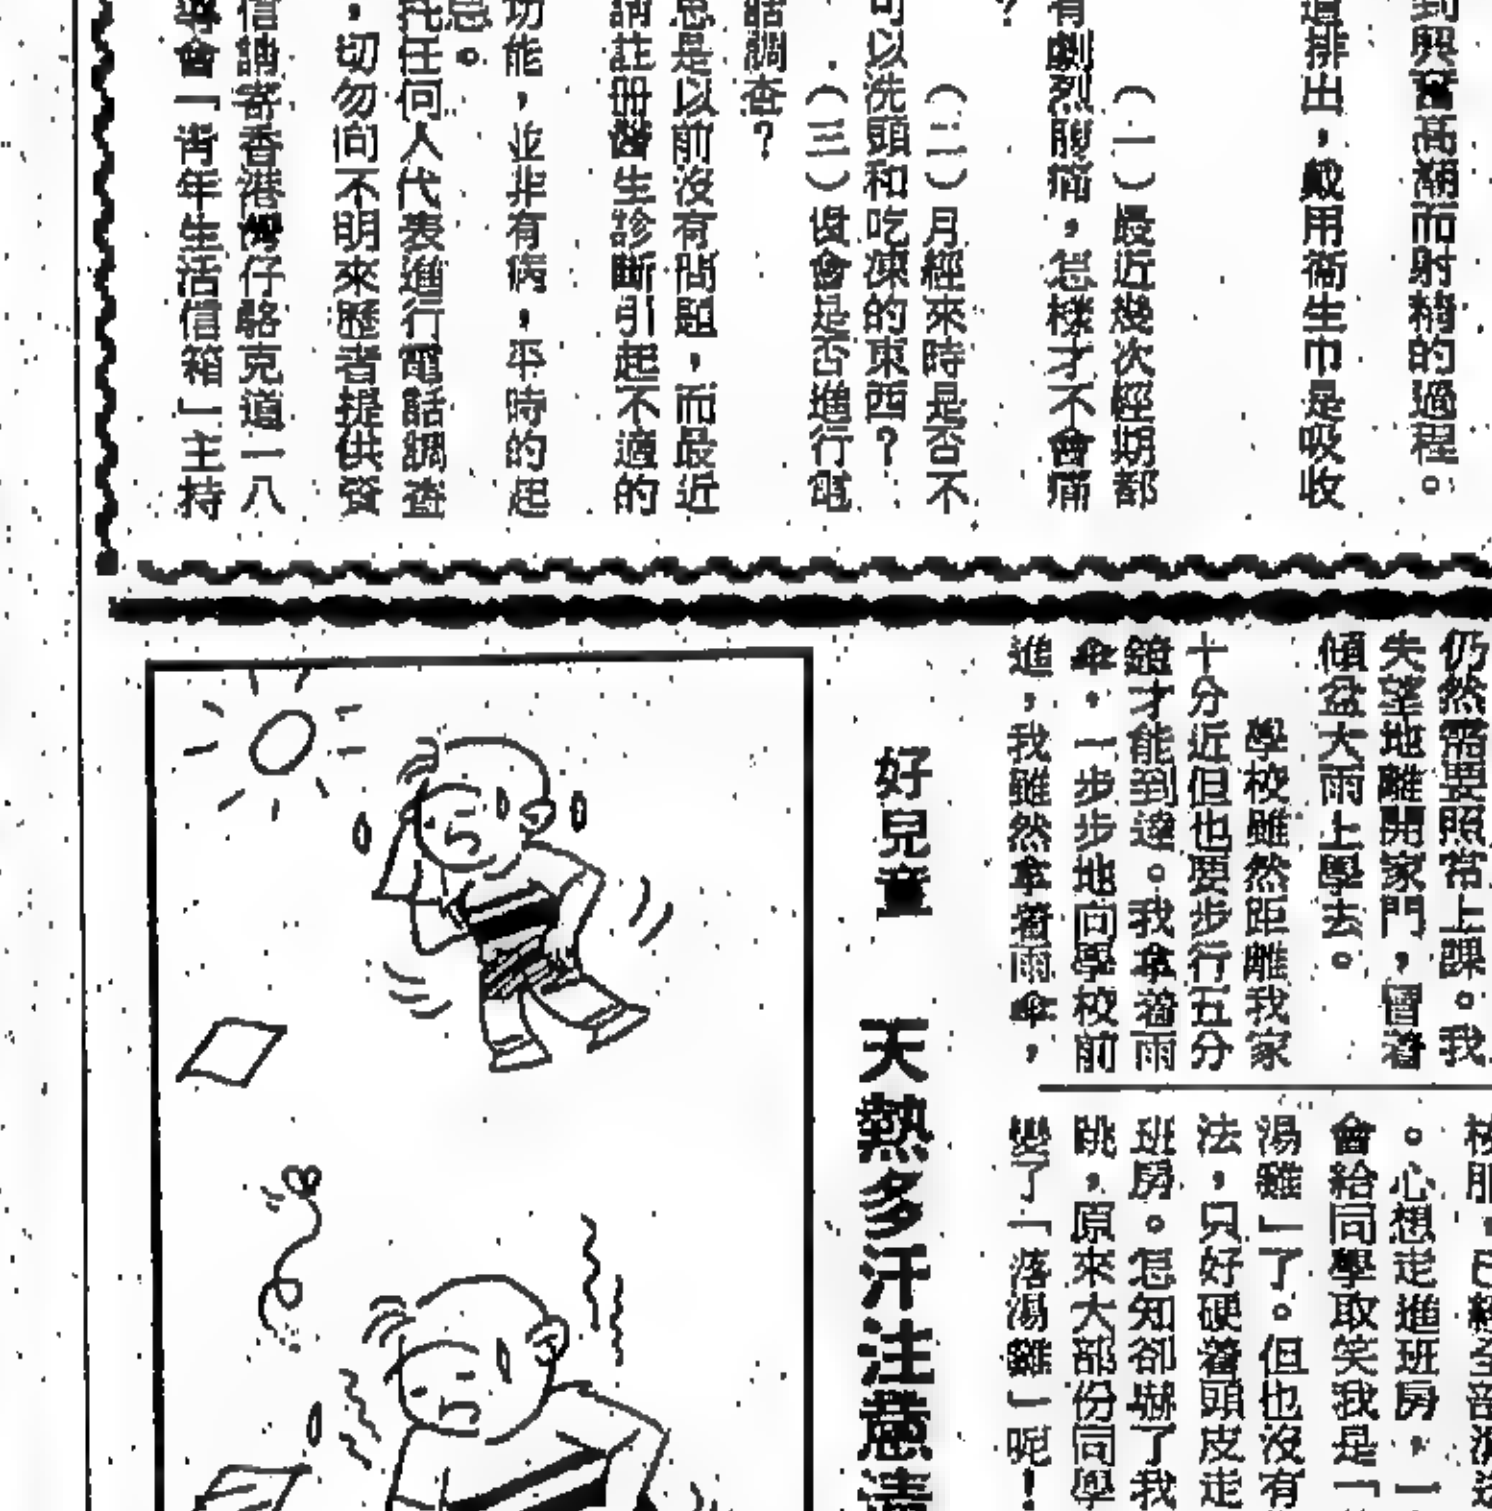 到興奮高潮而射精的過程。
道排出，戴用衞生巾是吸收
（一）最近幾次經期都
有劇烈腹痛，怎樣才不會痛
？
（二）月經來時是否不
可以洗頭和吃凍的東西？
（三）協會是否進行電
話調查？
思是以前沒有問題，而最近
請註冊醫生診斷引起不適的
功能，並非有病，平時的起
息。
托任何人代表進行電話調查
，切勿向不明來歷者提供資
信請寄香港灣仔駱克道一八
導會「青年生活信箱」主持
仍然需要照常上課。我
失望地離開家門，冒着
傾盆大雨上學去。
學校雖然距離我家
十分近但也要步行五分
鐘才能到達。我拿着雨
傘，一步步地向學校前
進，我雖然拿着雨傘，
校服，已經全部濕透
。心想走進班房，一
會給同學取笑我是「
湯雞」了。但也沒有
法，只好硬着頭皮走
班房。怎知卻嚇了我
跳，原來大部份同學
變了「落湯雞」呢！
好兒童
天熱多汗注意清